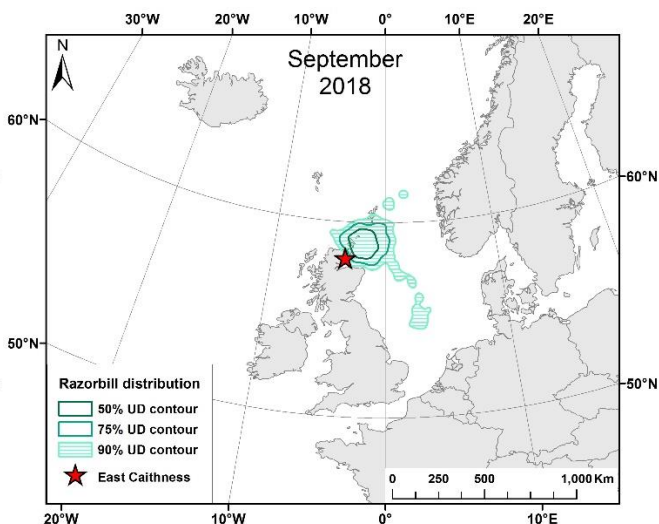 30°W 20°W 10°W 0° 10°E 20°E
N
September
2018
60°N
60°N
50°N
50°N
Razorbill distribution
50% UD contour
75% UD contour
90% UD contour
East Caithness
0 250 500 1,000 Km
20°W 10°W 0° 10°E